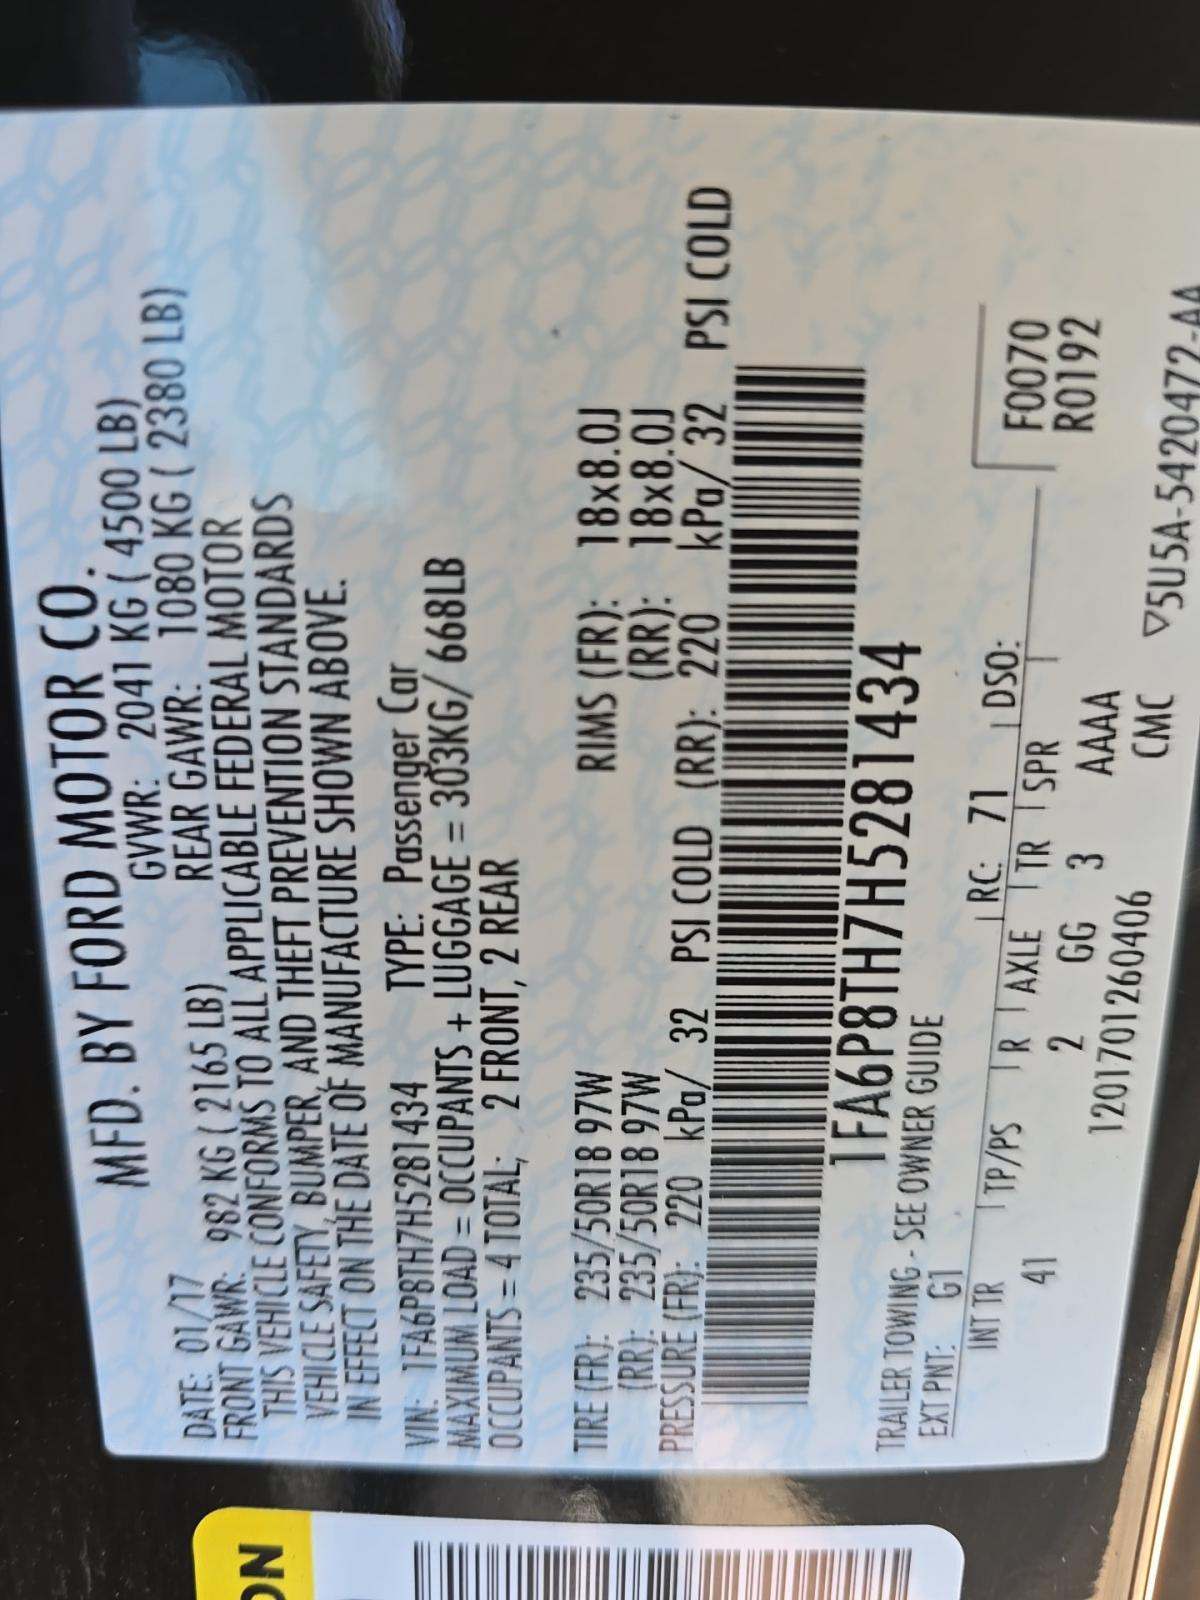 MFD. BY FORD MOTOR CO.
DATE: 01/17 GVWR: 2041 KG ( 4500 LB)
FRONT GAWR: 982 KG ( 2165 LB) REAR GAWR: 1080 KG ( 2380 LB)
THIS VEHICLE CONFORMS TO ALL APPLICABLE FEDERAL MOTOR
VEHICLE SAFETY, BUMPER, AND THEFT PREVENTION STANDARDS
IN EFFECT ON THE DATE OF MANUFACTURE SHOWN ABOVE.
VIN: 1FA6P8TH7H5281434 TYPE: Passenger Car
MAXIMUM LOAD = OCCUPANTS + LUGGAGE = 303KG/ 668LB
OCCUPANTS = 4 TOTAL; 2 FRONT, 2 REAR
TIRE (FR): 235/50R18 97W RIMS (FR): 18x8.0J
(RR): 235/50R18 97W (RR): 18x8.0J
PRESSURE (FR): 220 kPa/ 32 PSI COLD (RR): 220 kPa/ 32 PSI COLD
1FA6P8TH7H5281434
TRAILER TOWING - SEE OWNER GUIDE
EXT PNT: G1 RC: 71 DSO:
INT TR TP/PS R AXLE TR SPR
41 2 GG 3 AAAA
F0070
R0192
1201701260406 CMC
▽5U5A-5420472-AA
ON